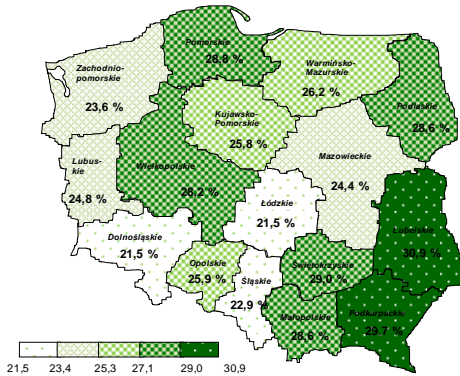 Pomorskie
28,8 %
Zachodnio-
pomorskie
23,6 %
Warmińsko-
Mazurskie
26,2 %
Podlaskie
28,6 %
Kujawsko-
Pomorskie
25,8 %
Lubus-
kie
24,8 %
Wielkopolskie
28,2 %
Mazowieckie
24,4 %
Łódzkie
21,5 %
Dolnośląskie
21,5 %
Lubelskie
30,9 %
Opolskie
25,9 %
Śląskie
22,9 %
Świętokrzyskie
29,0 %
Małopolskie
28,6 %
Podkarpackie
29,7 %
21,5 23,4 25,3 27,1 29,0 30,9